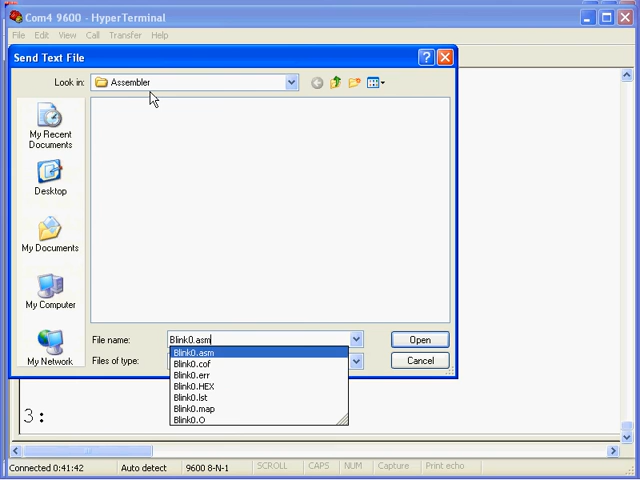 Com4 9600 - HyperTerminal
File Edit View Call Transfer Help
Send Text File
Look in: Assembler
My Recent
Documents
Desktop
My Documents
My Computer
My Network
File name: Blink0.asm Open
Files of type: Cancel
Blink0.asm
Blink0.cof
Blink0.err
Blink0.HEX
Blink0.lst
Blink0.map
Blink0.O
3:
Connected 0:41:42 Auto detect 9600 8-N-1 SCROLL CAPS NUM Capture Print echo